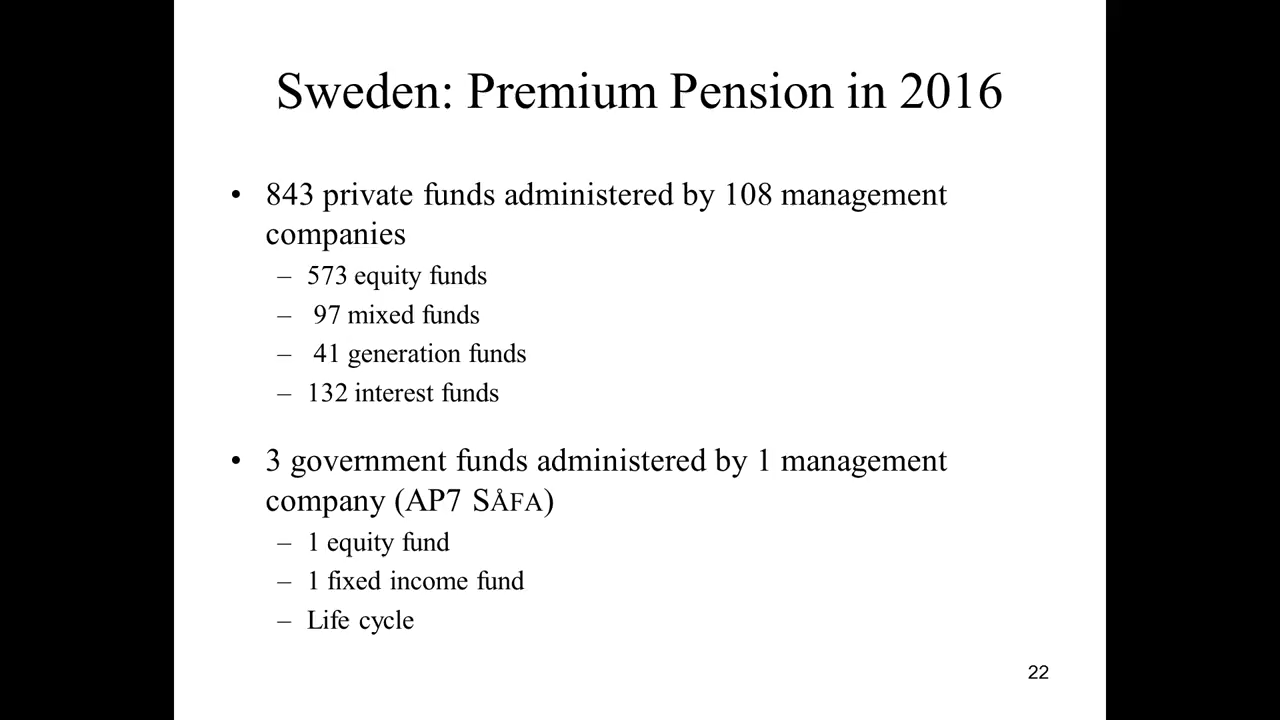 Sweden: Premium Pension in 2016
• 843 private funds administered by 108 management
companies
– 573 equity funds
– 97 mixed funds
– 41 generation funds
– 132 interest funds
• 3 government funds administered by 1 management
company (AP7 SÅFA)
– 1 equity fund
– 1 fixed income fund
– Life cycle
22